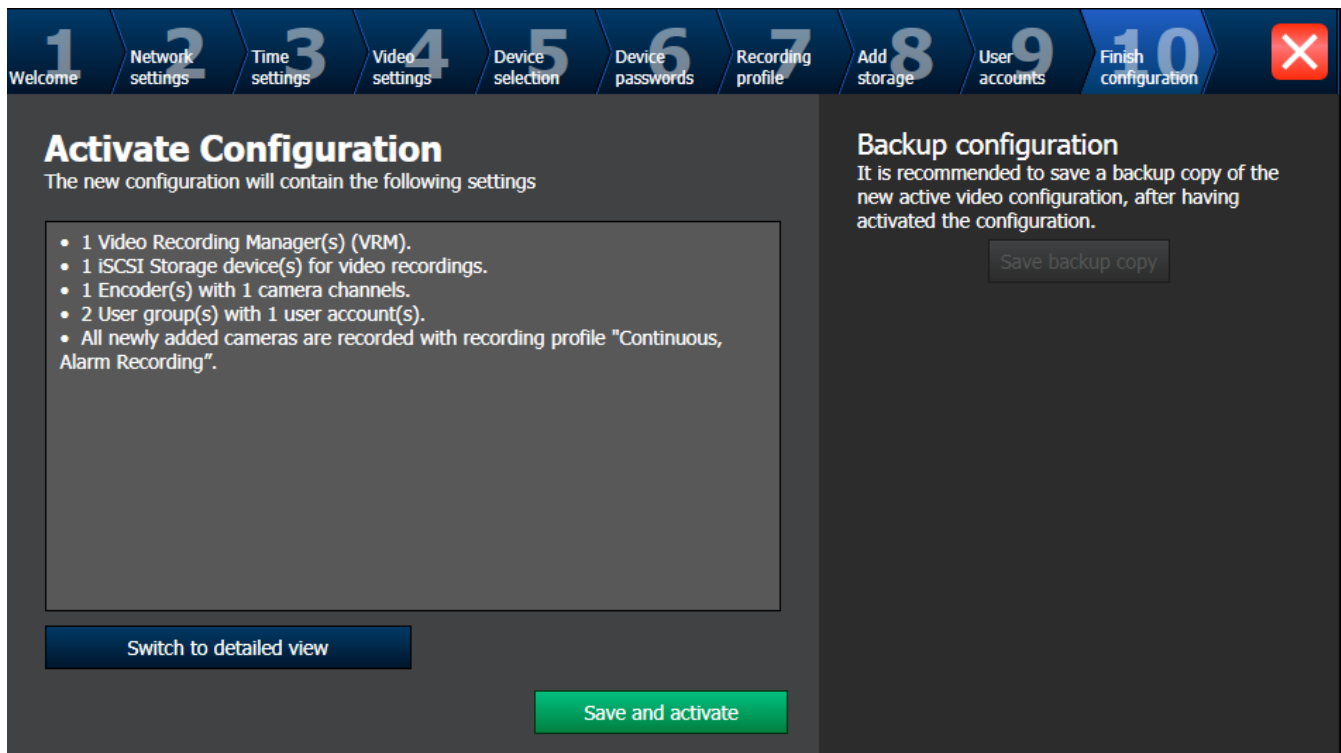 1
Welcome
2
Network
settings
3
Time
settings
4
Video
settings
5
Device
selection
6
Device
passwords
7
Recording
profile
8
Add
storage
9
User
accounts
10
Finish
configuration
Activate Configuration
The new configuration will contain the following settings
• 1 Video Recording Manager(s) (VRM).
• 1 iSCSI Storage device(s) for video recordings.
• 1 Encoder(s) with 1 camera channels.
• 2 User group(s) with 1 user account(s).
• All newly added cameras are recorded with recording profile "Continuous,
Alarm Recording”.
Switch to detailed view
Save and activate
Backup configuration
It is recommended to save a backup copy of the
new active video configuration, after having
activated the configuration.
Save backup copy